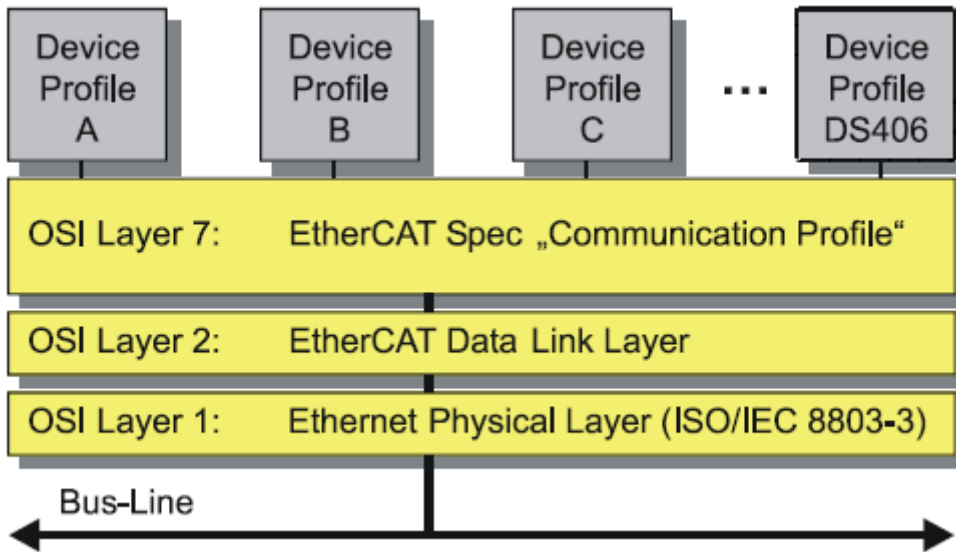 Device
Profile
A
Device
Profile
B
Device
Profile
C
...
Device
Profile
DS406
OSI Layer 7: EtherCAT Spec „Communication Profile“
OSI Layer 2: EtherCAT Data Link Layer
OSI Layer 1: Ethernet Physical Layer (ISO/IEC 8803-3)
Bus-Line